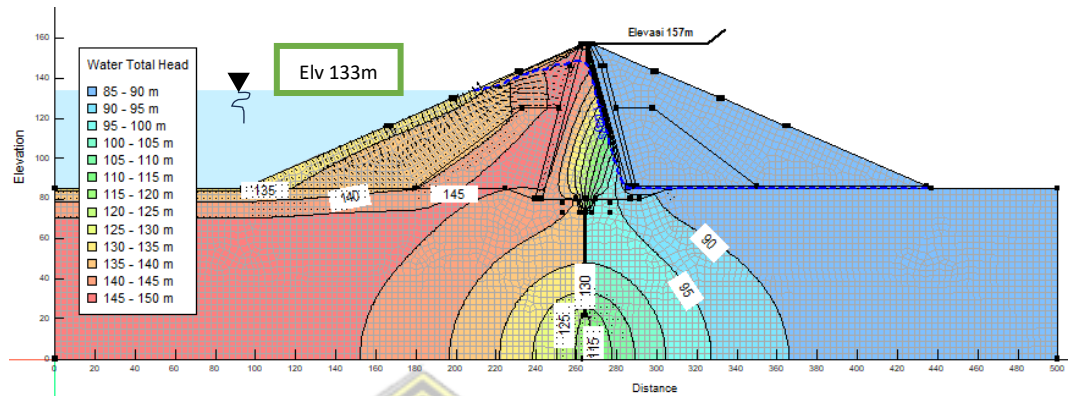 Elevasi 157m
Elv 133m
Water Total Head
85 - 90 m
90 - 95 m
95 - 100 m
100 - 105 m
105 - 110 m
110 - 115 m
115 - 120 m
120 - 125 m
125 - 130 m
130 - 135 m
135 - 140 m
140 - 145 m
145 - 150 m
Elevation
160
140
120
100
80
60
40
20
0
135
140
145
90
95
130
125
115
0 20 40 60 80 100 120 140 160 180 200 220 240 260 280 300 320 340 360 380 400 420 440 460 480 500
Distance